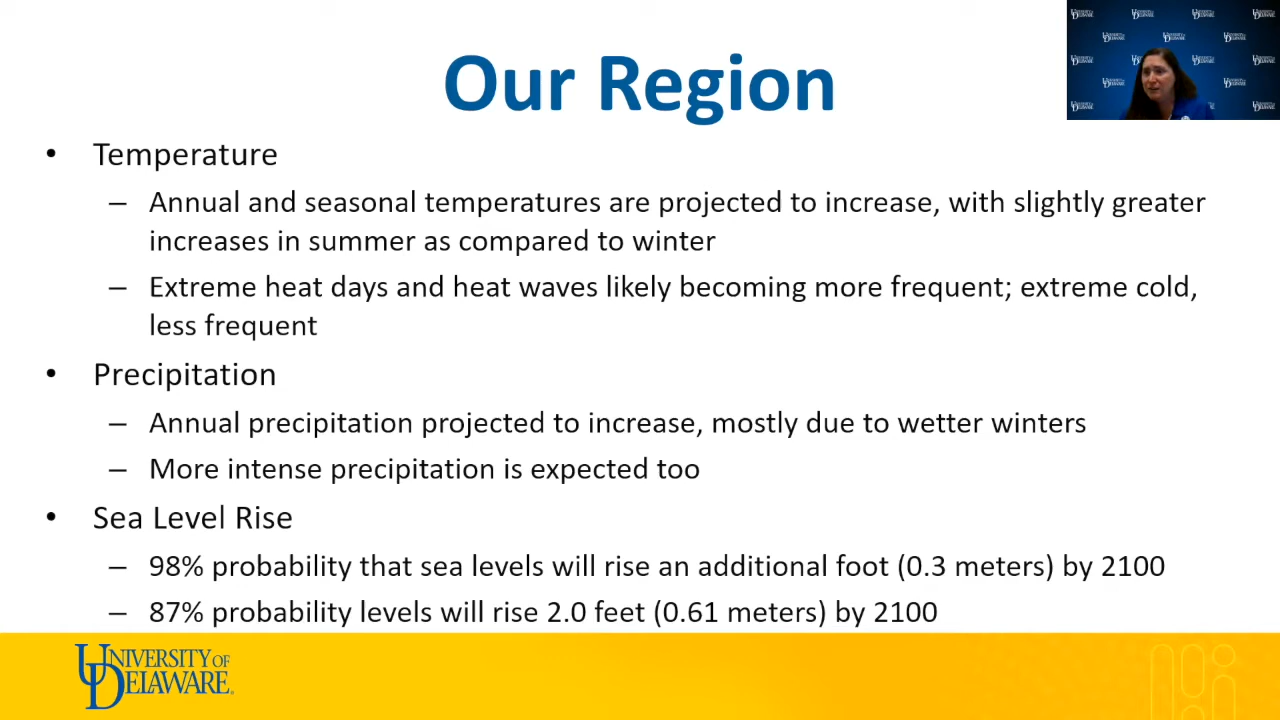 Our Region
• Temperature
– Annual and seasonal temperatures are projected to increase, with slightly greater
increases in summer as compared to winter
– Extreme heat days and heat waves likely becoming more frequent; extreme cold,
less frequent
• Precipitation
– Annual precipitation projected to increase, mostly due to wetter winters
– More intense precipitation is expected too
• Sea Level Rise
– 98% probability that sea levels will rise an additional foot (0.3 meters) by 2100
– 87% probability levels will rise 2.0 feet (0.61 meters) by 2100
UNIVERSITY OF
DELAWARE